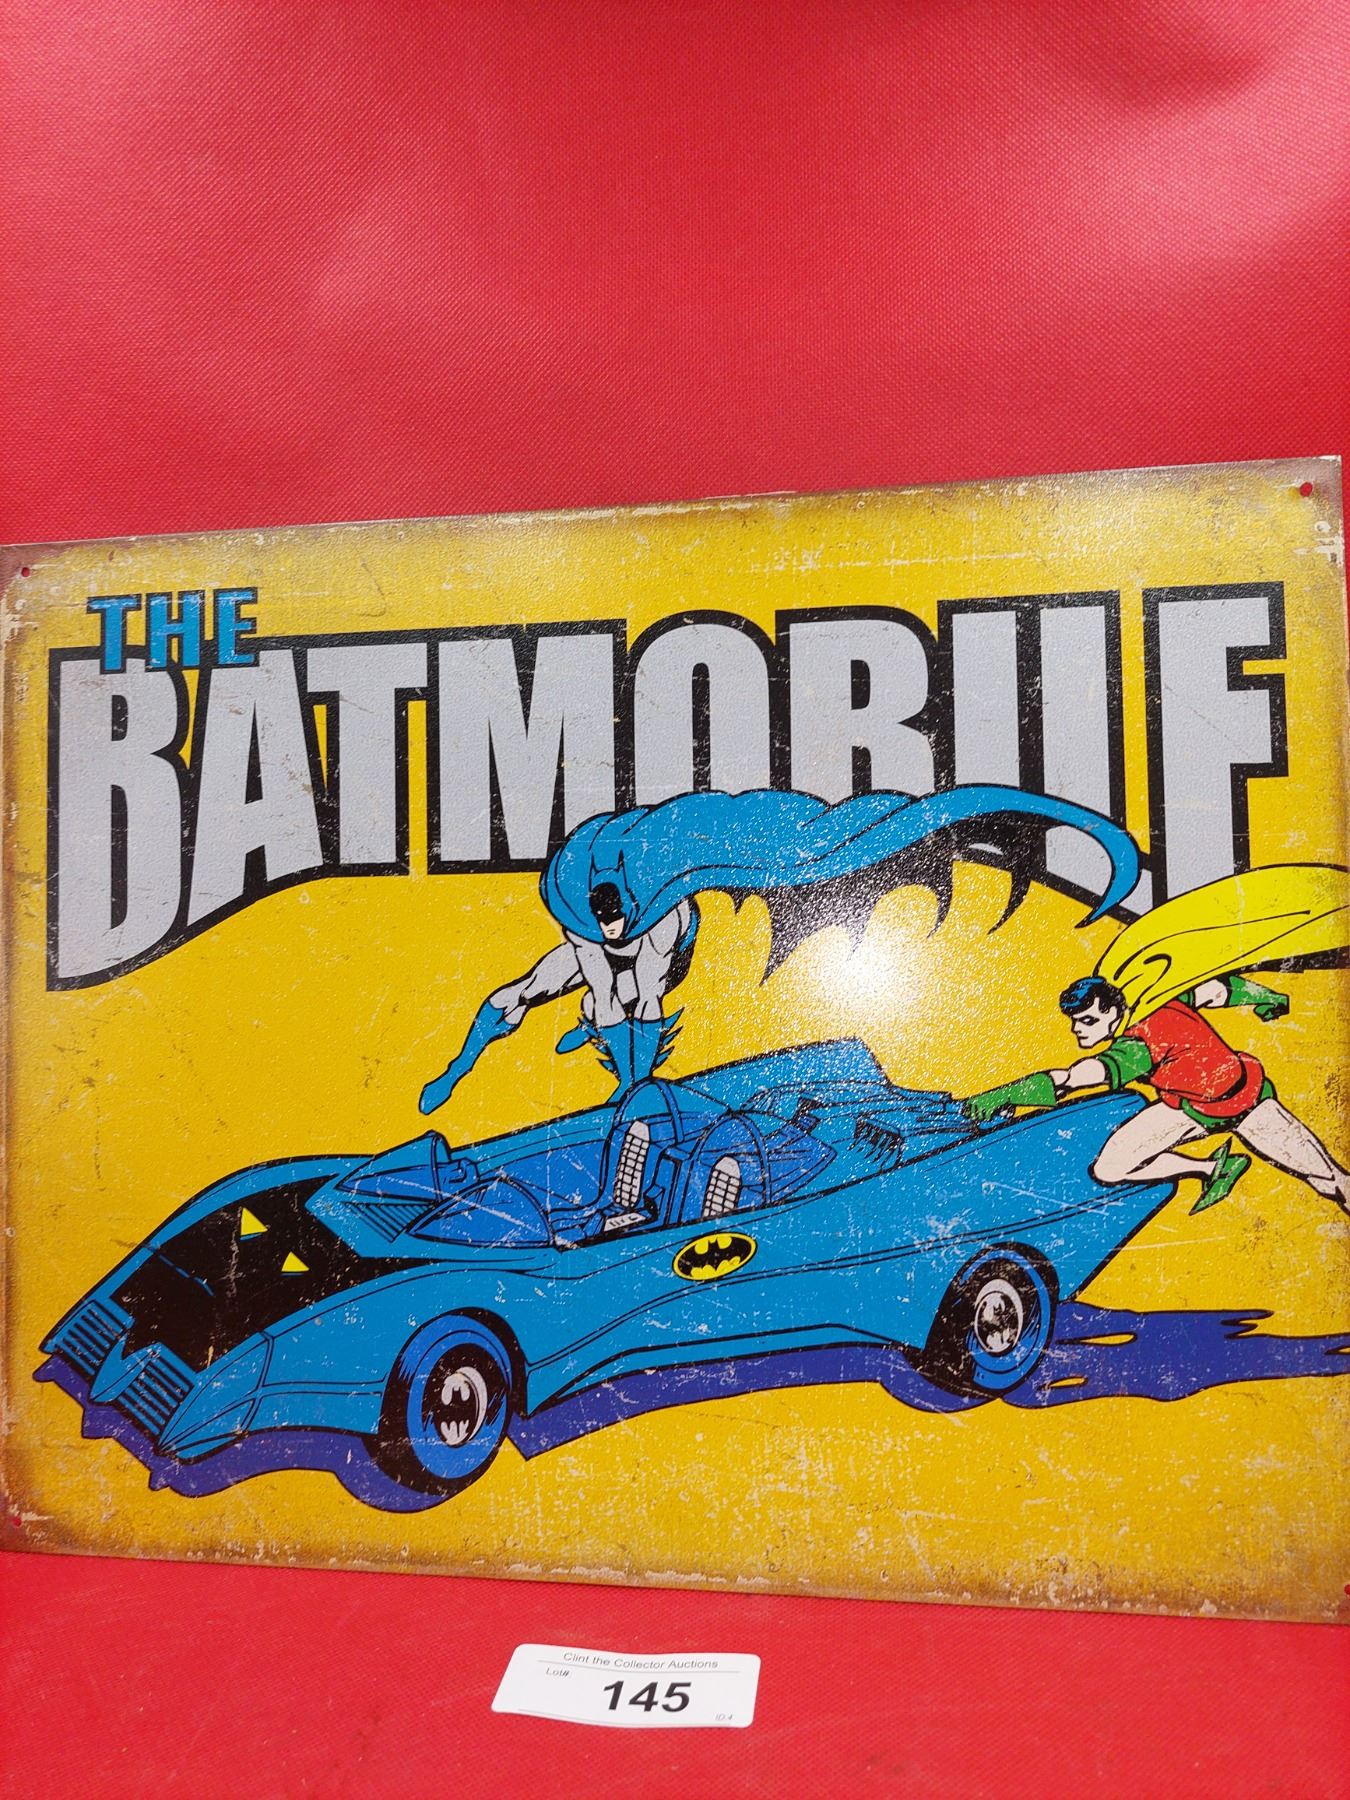 THE
BATMOBILE
Clint the Collector Auctions
Lot#
145
ID:4